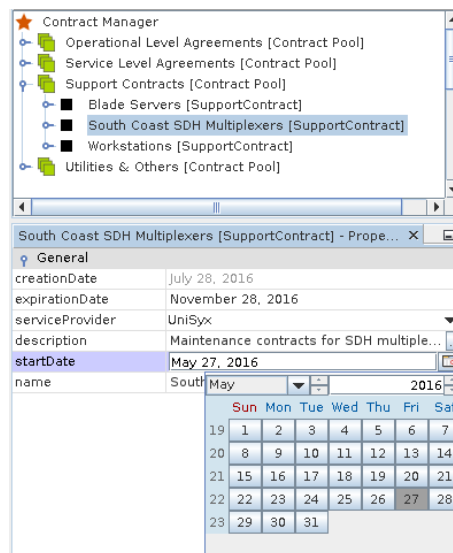 Contract Manager
Operational Level Agreements [Contract Pool]
Service Level Agreements [Contract Pool]
Support Contracts [Contract Pool]
Blade Servers [SupportContract]
South Coast SDH Multiplexers [SupportContract]
Workstations [SupportContract]
Utilities & Others [Contract Pool]
South Coast SDH Multiplexers [SupportContract] - Prope... ×
General
creationDate July 28, 2016
expirationDate November 28, 2016
serviceProvider UniSyx
description Maintenance contracts for SDH multiple...
startDate May 27, 2016
name South
May 2016
Sun Mon Tue Wed Thu Fri Sat
19 1 2 3 4 5 6 7
20 8 9 10 11 12 13 14
21 15 16 17 18 19 20 21
22 22 23 24 25 26 27 28
23 29 30 31